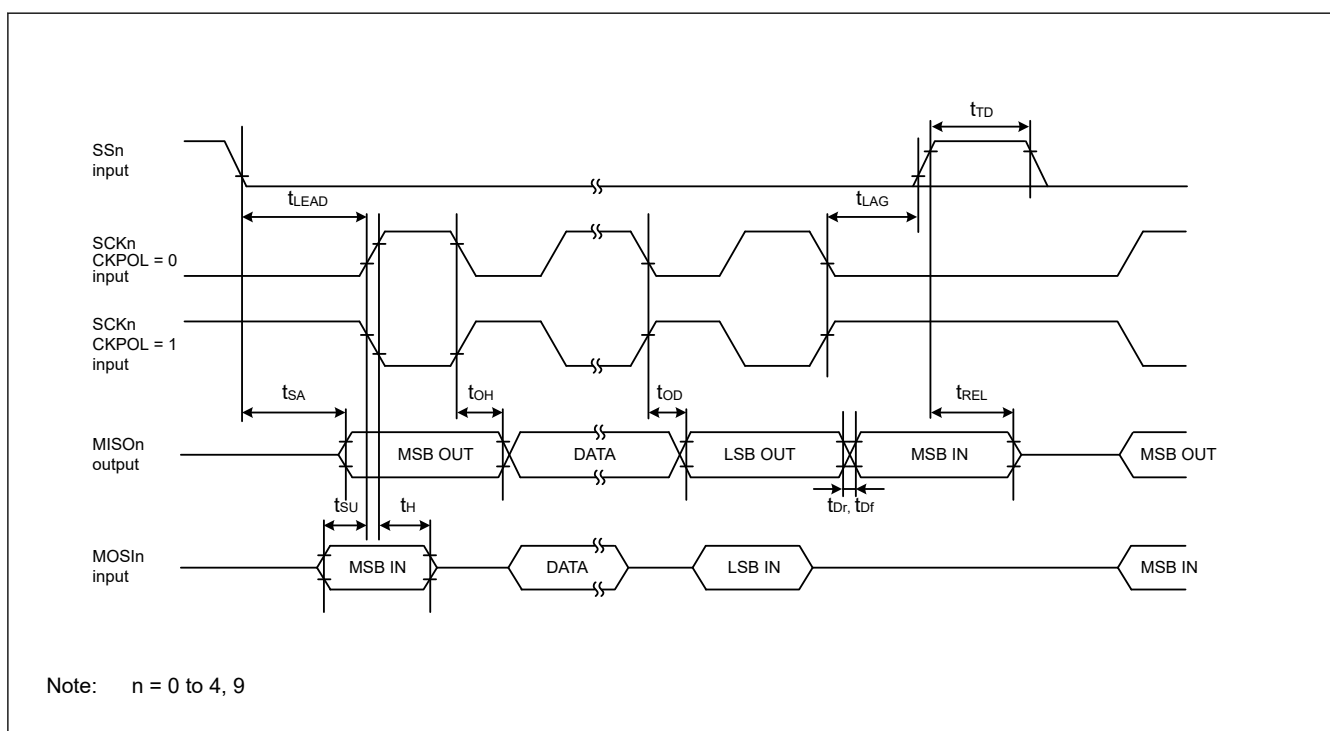 tTD
SSn
input
tLEAD
tLAG
SCKn
CKPOL = 0
input
SCKn
CKPOL = 1
input
tSA
tOH
tOD
tREL
MISOn
output
MSB OUT
DATA
LSB OUT
MSB IN
MSB OUT
tSU
tH
tDr, tDf
MOSIn
input
MSB IN
DATA
LSB IN
MSB IN
Note: n = 0 to 4, 9